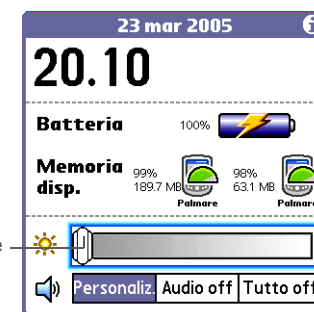 23 mar 2005
20.10
Batteria 100%
Memoria disp. 99% 189.7 MB Palmare 98% 63.1 MB Palmare
e
Personaliz. Audio off Tutto off